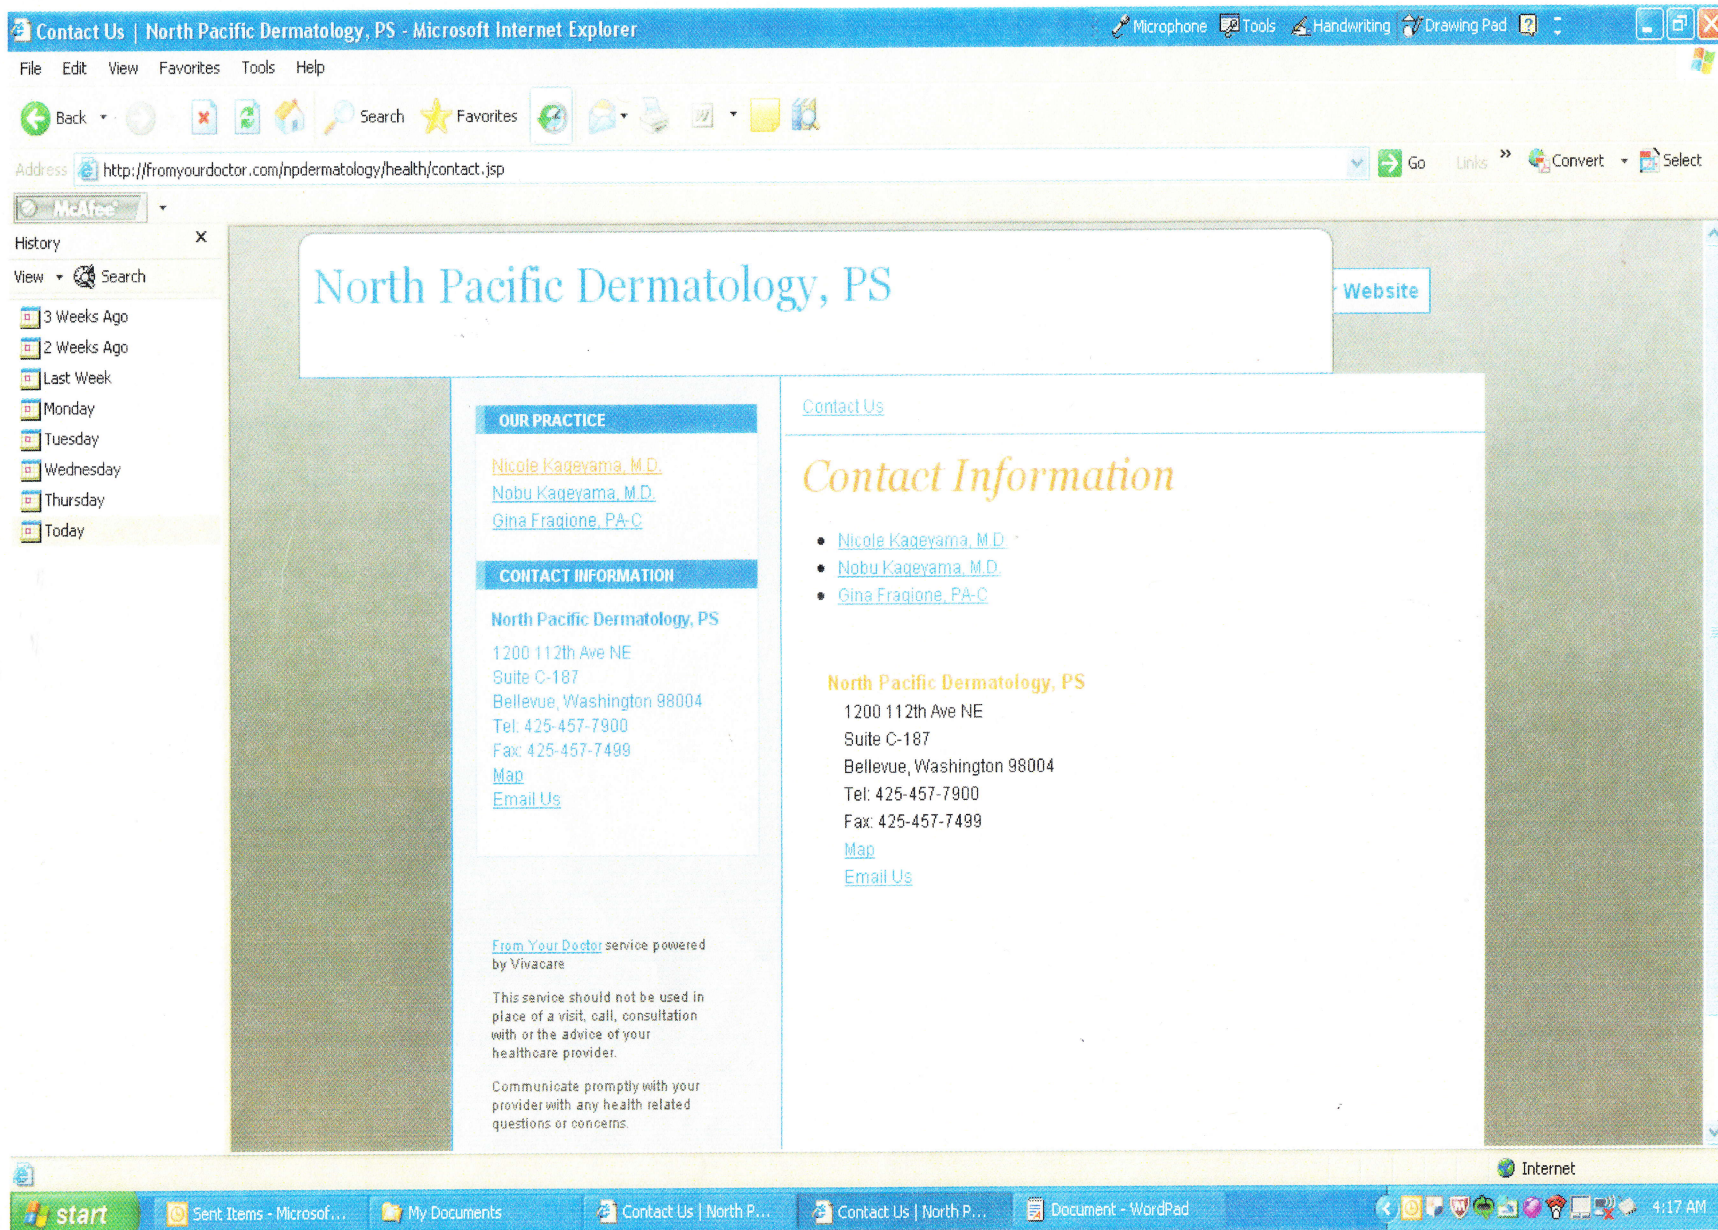 Contact Us | North Pacific Dermatology, PS - Microsoft Internet Explorer
Microphone Tools Handwriting Drawing Pad
File Edit View Favorites Tools Help
Back Search Favorites
Address http://fromyourdoctor.com/npdermatology/health/contact.jsp Go Links » Convert Select
McAfee
History X
View Search
3 Weeks Ago
2 Weeks Ago
Last Week
Monday
Tuesday
Wednesday
Thursday
Today
North Pacific Dermatology, PS
Website
OUR PRACTICE
Nicole Kageyama, M.D.
Nobu Kageyama, M.D.
Gina Fragione, PA-C
CONTACT INFORMATION
North Pacific Dermatology, PS
1200 112th Ave NE
Suite C-187
Bellevue, Washington 98004
Tel: 425-457-7900
Fax: 425-457-7499
Map
Email Us
From Your Doctor service powered
by Vivacare
This service should not be used in
place of a visit, call, consultation
with or the advice of your
healthcare provider.
Communicate promptly with your
provider with any health related
questions or concerns.
Contact Us
Contact Information
• Nicole Kageyama, M.D.
• Nobu Kageyama, M.D.
• Gina Fragione, PA-C
North Pacific Dermatology, PS
1200 112th Ave NE
Suite C-187
Bellevue, Washington 98004
Tel: 425-457-7900
Fax: 425-457-7499
Map
Email Us
Internet
start Sent Items - Microsof... My Documents Contact Us | North P... Contact Us | North P... Document - WordPad 4:17 AM